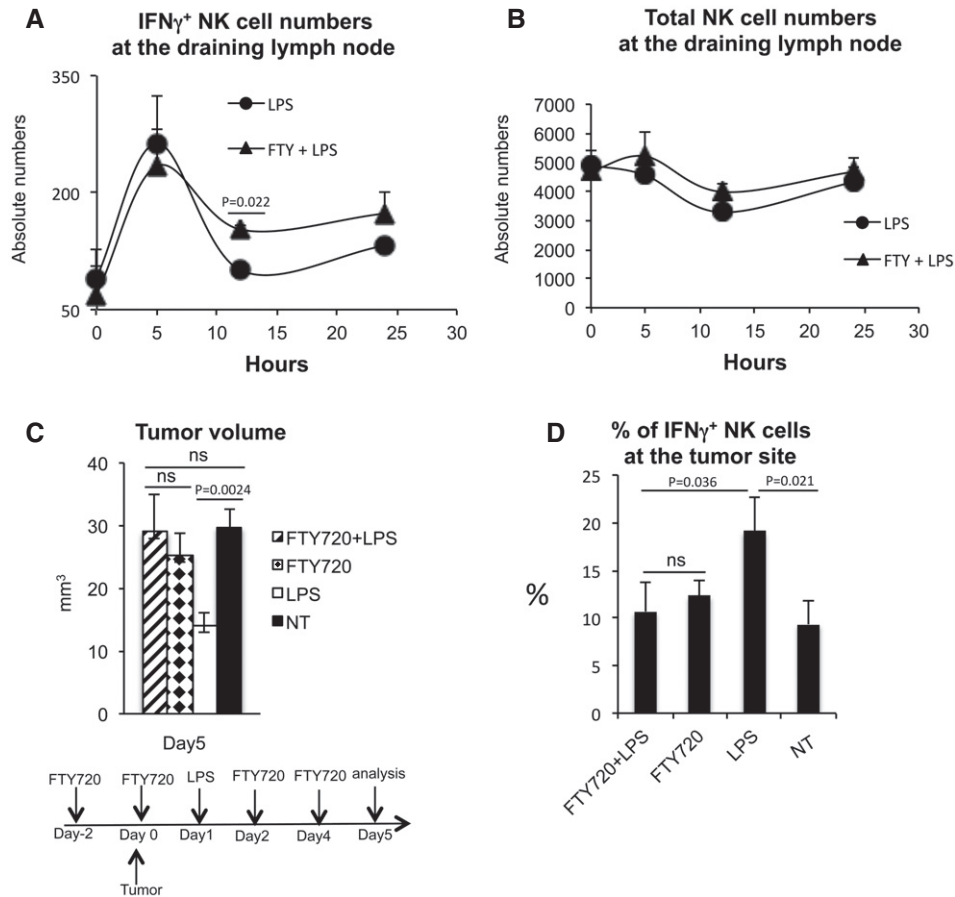 A
IFNγ+ NK cell numbers
at the draining lymph node
350
200
50
Absolute numbers
LPS
FTY + LPS
P=0.022
0 5 10 15 20 25 30
Hours
B
Total NK cell numbers
at the draining lymph node
7000
6000
5000
4000
3000
2000
1000
0
Absolute numbers
LPS
FTY + LPS
0 5 10 15 20 25 30
Hours
C
Tumor volume
40
30
20
10
0
mm³
ns
ns
P=0.0024
FTY720+LPS
FTY720
LPS
NT
Day5
FTY720 FTY720 LPS FTY720 FTY720 analysis
Day-2 Day 0 Day1 Day2 Day4 Day5
Tumor
D
% of IFNγ+ NK cells
at the tumor site
25
20
15
10
5
0
%
P=0.036
P=0.021
ns
FTY720+LPS
FTY720
LPS
NT